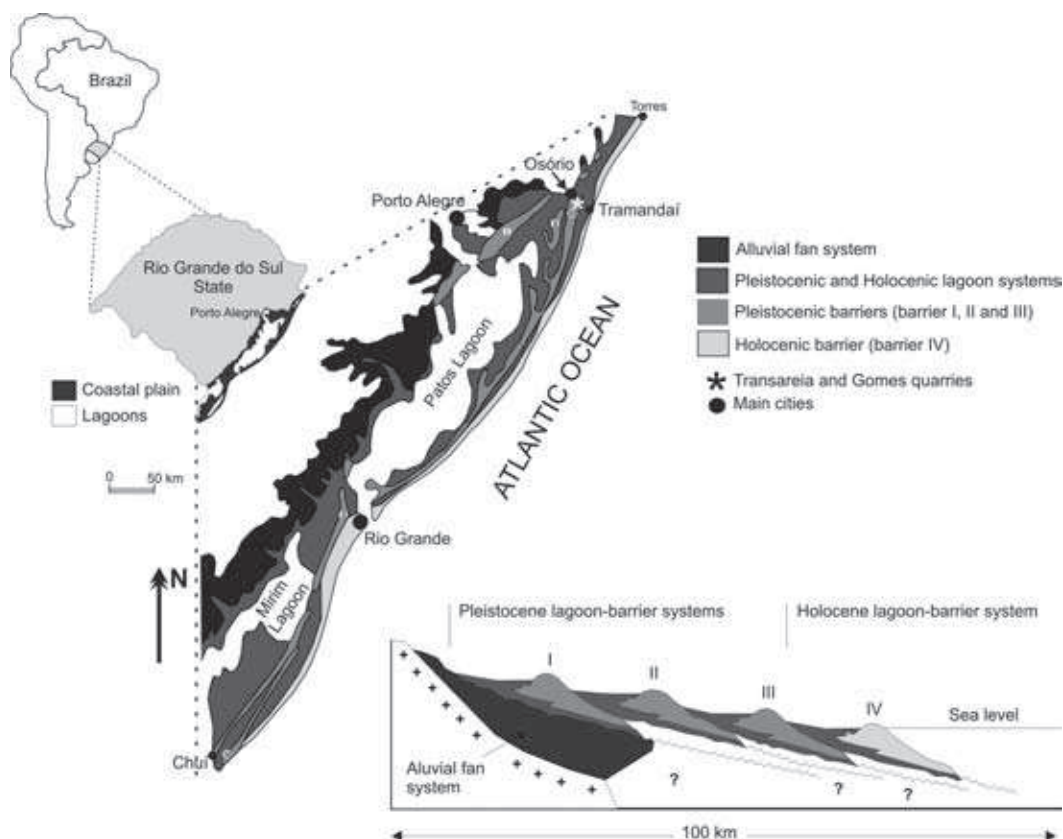 Brazil
Rio Grande do Sul
State
Porto Alegre
Coastal plain
Lagoons
0 50 km
N
Torres
Osório
Porto Alegre
Tramandaí
Patos Lagoon
ATLANTIC OCEAN
Rio Grande
Mirim
Lagoon
Chuí
Alluvial fan system
Pleistocenic and Holocenic lagoon systems
Pleistocenic barriers (barrier I, II and III)
Holocenic barrier (barrier IV)
Transareia and Gomes quarries
Main cities
Pleistocene lagoon-barrier systems
Holocene lagoon-barrier system
I
II
III
IV
Sea level
Aluvial fan
system
?
?
?
100 km